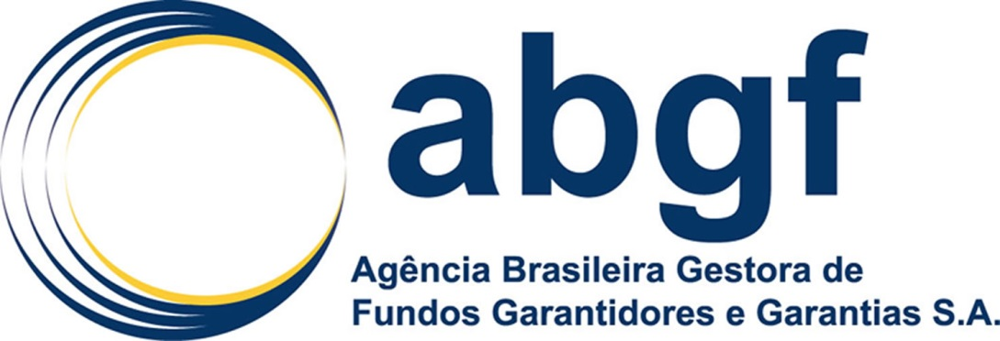 abgf
Agência Brasileira Gestora de
Fundos Garantidores e Garantias S.A.